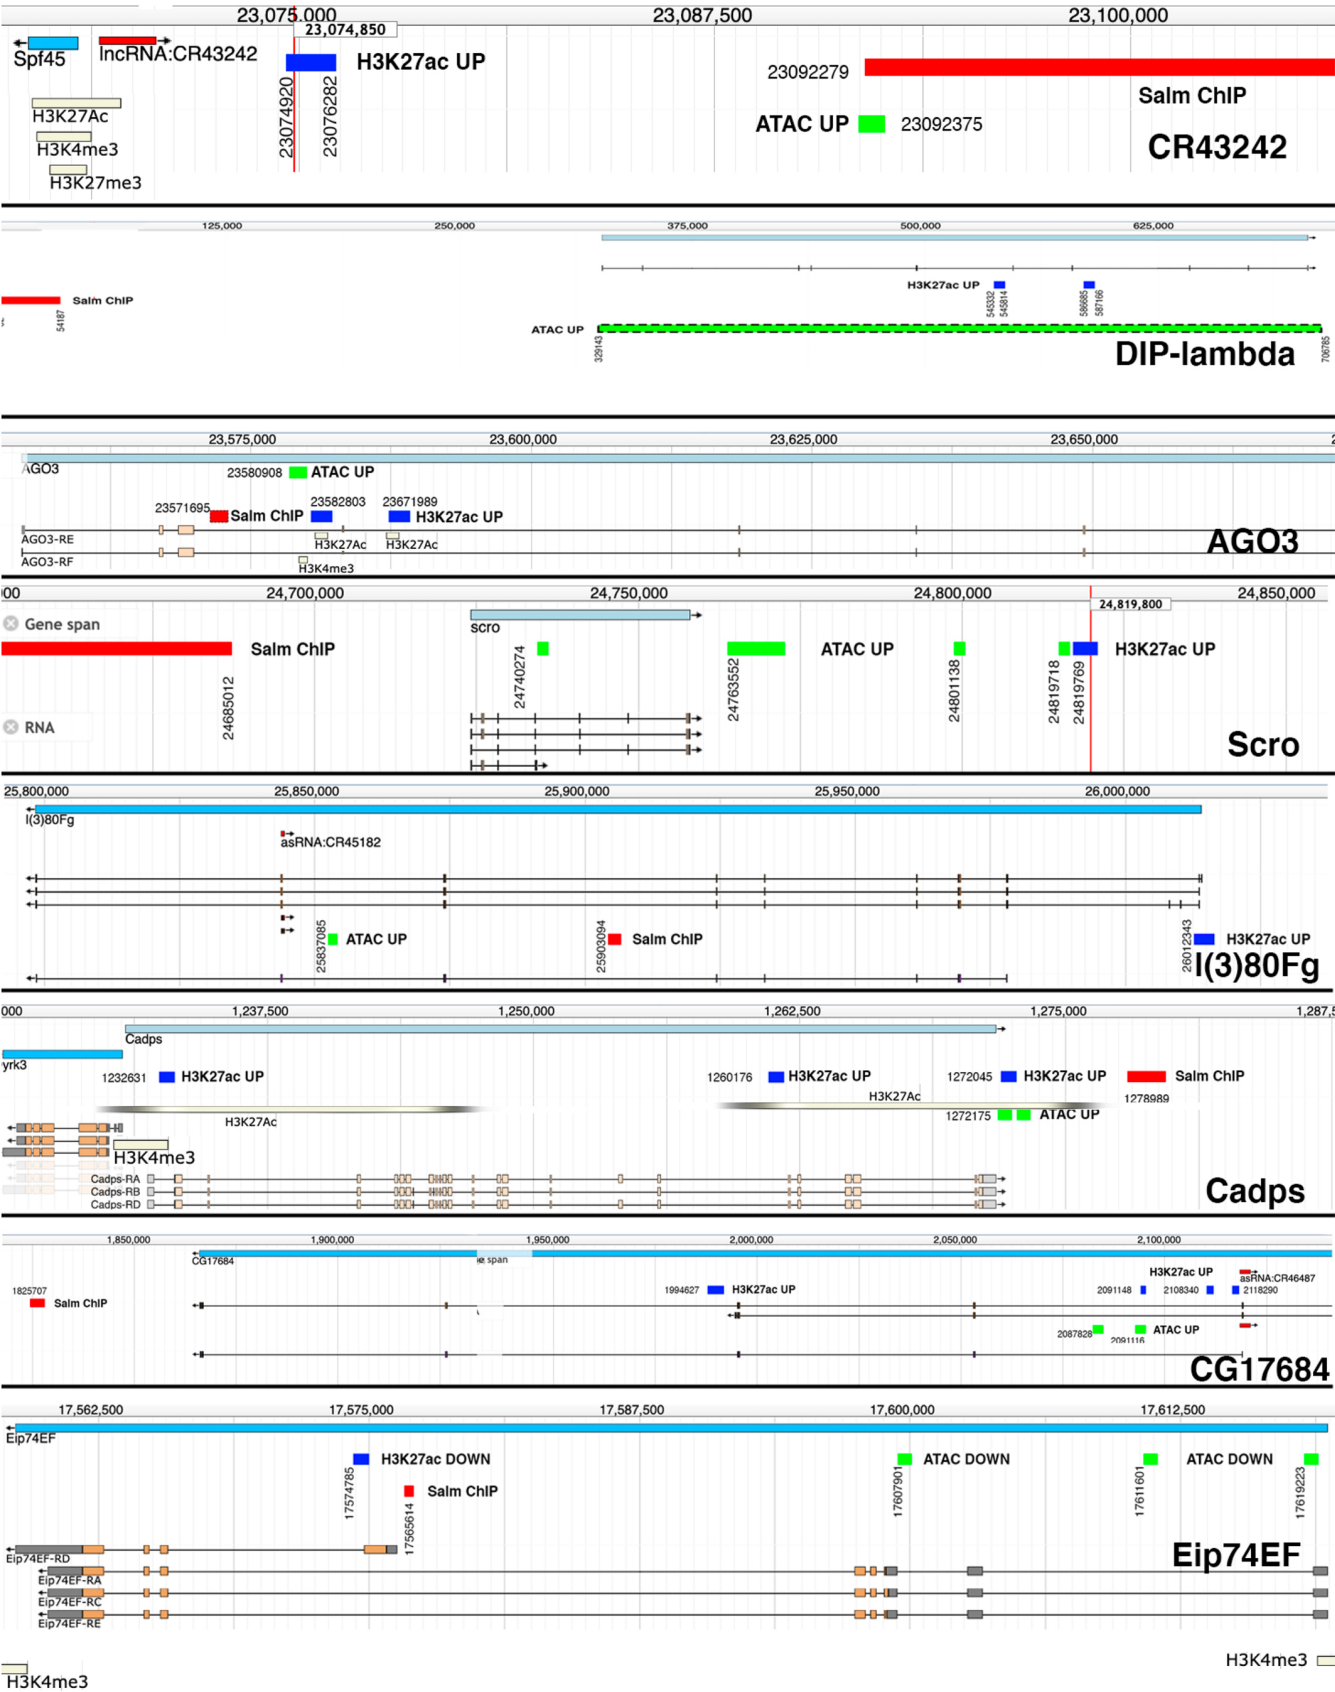 23,075,000 23,087,500 23,100,000
23,074,850
Spf45 lncRNA:CR43242 H3K27ac UP
23092279
Salm ChIP
23074920 23076282
H3K27Ac
ATAC UP 23092375
H3K4me3
CR43242
H3K27me3
125,000 250,000 375,000 500,000 625,000
H3K27ac UP
545332 545814 586685 587166
Salm ChIP
54187
ATAC UP
329143 706785
DIP-lambda
23,575,000 23,600,000 23,625,000 23,650,000
AGO3
23580908 ATAC UP
23571695 23582803 23671989
Salm ChIP H3K27ac UP
AGO3-RE
H3K27Ac H3K27Ac
AGO3
AGO3-RF
H3K4me3
000 24,700,000 24,750,000 24,800,000 24,850,000
24,819,800
Gene span
scro
Salm ChIP ATAC UP H3K27ac UP
24685012 24740274 24763552 24801138 24819718 24819769
RNA
Scro
25,800,000 25,850,000 25,900,000 25,950,000 26,000,000
l(3)80Fg
asRNA:CR45182
25837085 ATAC UP 25903094 Salm ChIP 26012343 H3K27ac UP
l(3)80Fg
000 1,237,500 1,250,000 1,262,500 1,275,000 1,287,5
Cadps
yrk3
1232631 H3K27ac UP 1260176 H3K27ac UP 1272045 H3K27ac UP Salm ChIP
H3K27Ac 1278989
H3K27Ac 1272175 ATAC UP
H3K4me3
Cadps-RA
Cadps-RB
Cadps-RD
Cadps
1,850,000 1,900,000 1,950,000 2,000,000 2,050,000 2,100,000
CG17684 span
H3K27ac UP
asRNA:CR46487
1825707 1994627 H3K27ac UP 2091148 2108340 2118290
Salm ChIP
2087828 2091116 ATAC UP
CG17684
17,562,500 17,575,000 17,587,500 17,600,000 17,612,500
Eip74EF
H3K27ac DOWN ATAC DOWN ATAC DOWN
17574785 17607901 17611601 17619223
Salm ChIP
17565614
Eip74EF
Eip74EF-RD
Eip74EF-RA
Eip74EF-RC
Eip74EF-RE
H3K4me3
H3K4me3